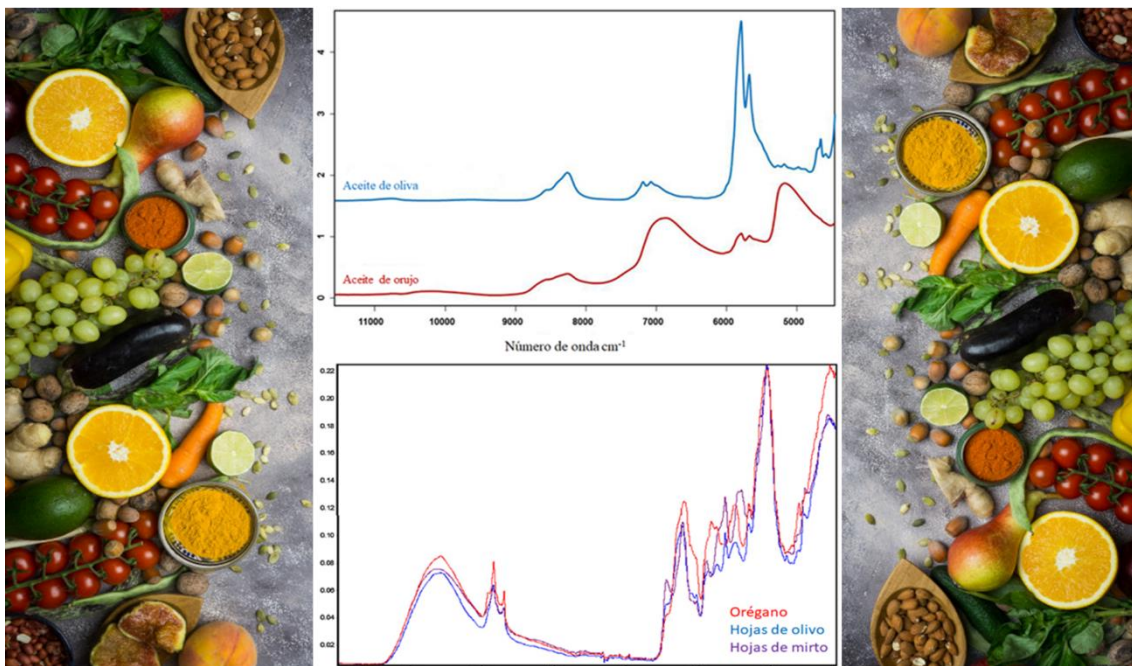 4
3
2
1
0
Aceite de oliva
Aceite de orujo
11000 10000 9000 8000 7000 6000 5000
Número de onda cm-1
0.22
0.20
0.18
0.16
0.14
0.12
0.10
0.08
0.06
0.04
0.02
Orégano
Hojas de olivo
Hojas de mirto